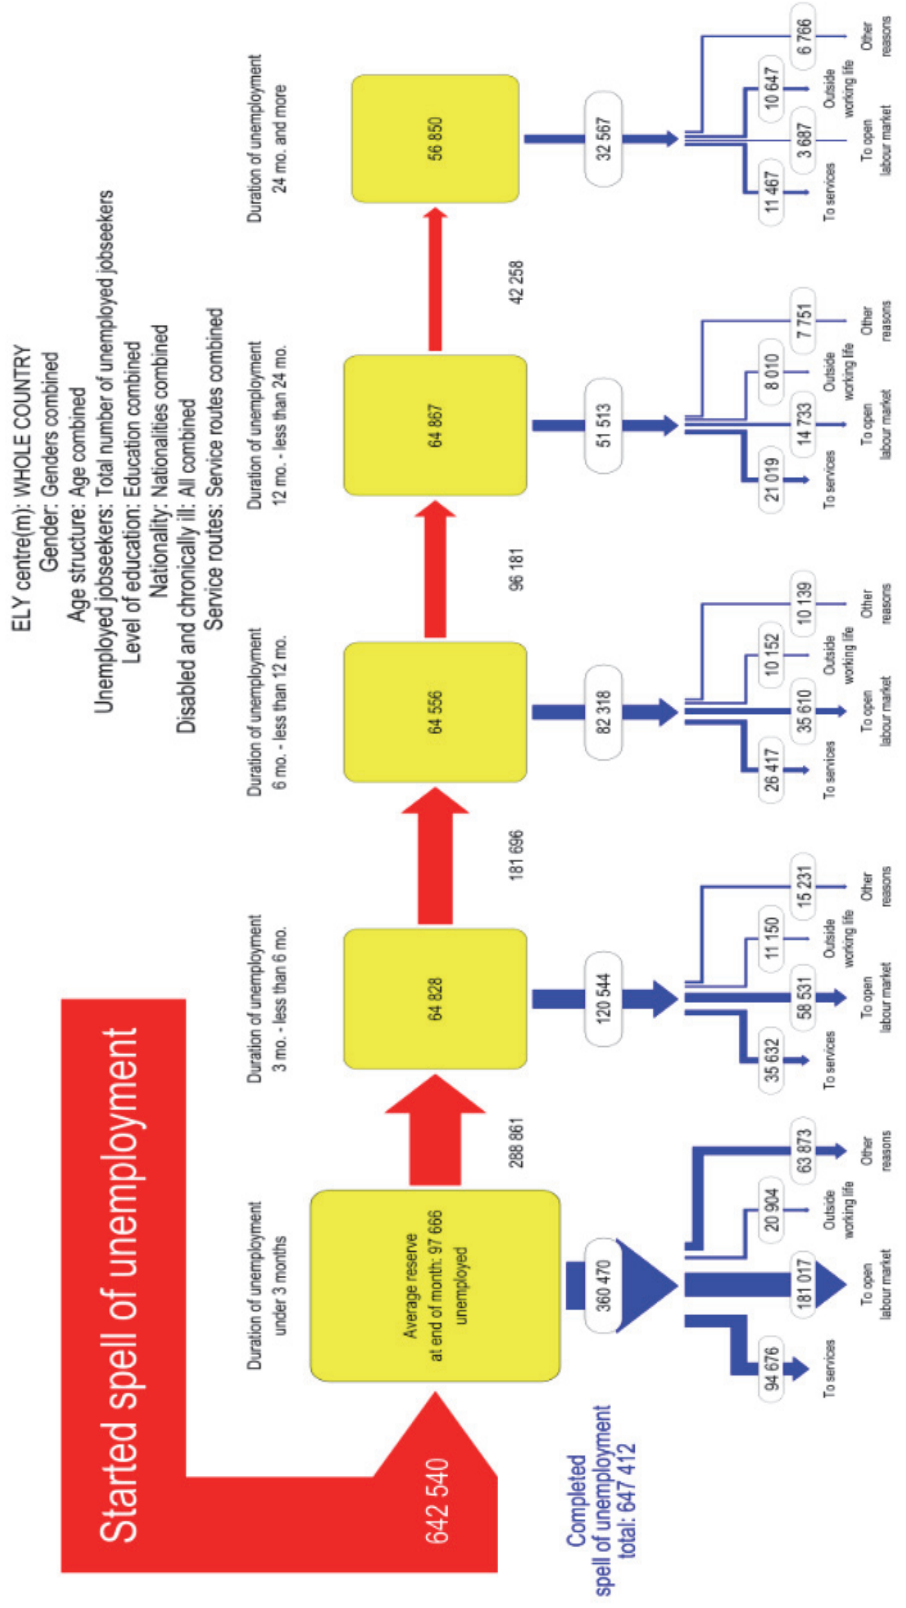 ELY centre(m): WHOLE COUNTRY
Gender: Genders combined
Age structure: Age combined
Unemployed jobseekers: Total number of unemployed jobseekers
Level of education: Education combined
Nationality: Nationalities combined
Disabled and chronically ill: All combined
Service routes: Service routes combined
Started spell of unemployment
642 540
Duration of unemployment
under 3 months
Average reserve
at end of month: 97 666
unemployed
288 861
Duration of unemployment
3 mo. - less than 6 mo.
64 828
181 696
Duration of unemployment
6 mo. - less than 12 mo.
64 556
96 181
Duration of unemployment
12 mo. - less than 24 mo.
64 867
42 258
Duration of unemployment
24 mo. and more
56 850
Completed
spell of unemployment
total: 647 412
360 470
94 676
To services
181 017
To open
labour market
20 904
Outside
working life
63 873
Other
reasons
120 544
35 632
To services
58 531
To open
labour market
11 150
Outside
working life
15 231
Other
reasons
82 318
26 417
To services
35 610
To open
labour market
10 152
Outside
working life
10 139
Other
reasons
51 513
21 019
To services
14 733
To open
labour market
8 010
Outside
working life
7 751
Other
reasons
32 567
11 467
To services
3 687
To open
labour market
10 647
Outside
working life
6 766
Other
reasons